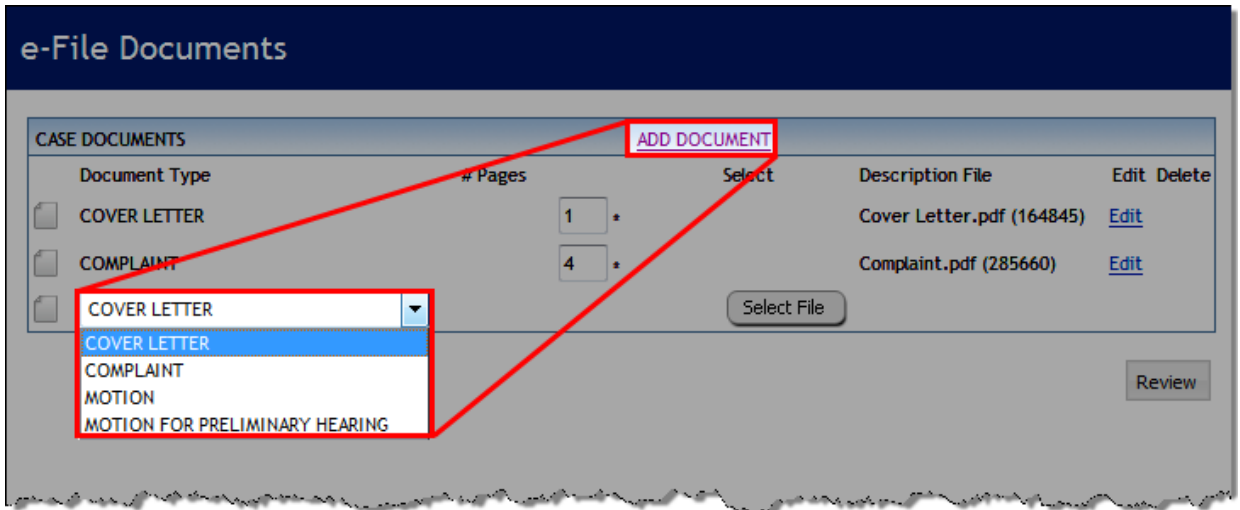 e-File Documents
CASE DOCUMENTS ADD DOCUMENT
Document Type # Pages Select Description File Edit Delete
COVER LETTER 1 * Cover Letter.pdf (164845) Edit
COMPLAINT 4 * Complaint.pdf (285660) Edit
COVER LETTER Select File
COVER LETTER
COMPLAINT
MOTION
MOTION FOR PRELIMINARY HEARING
Review